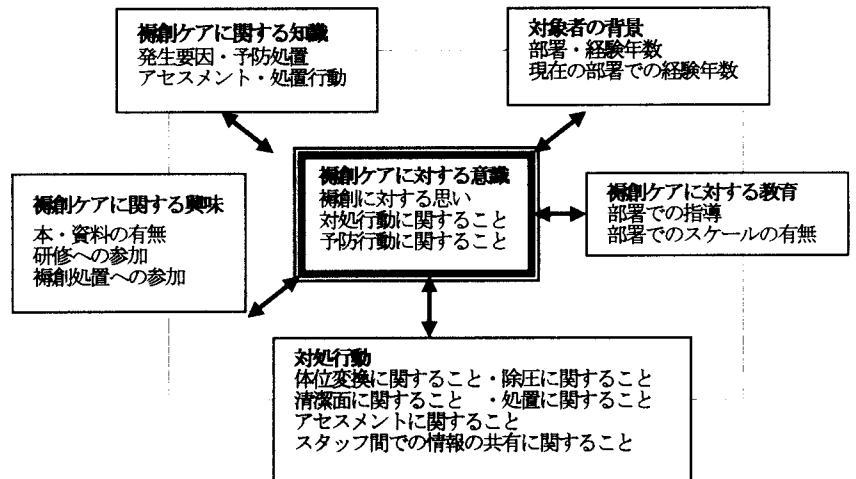 褥創ケアに関する知識
発生要因・予防処置
アセスメント・処置行動
対象者の背景
部署・経験年数
現在の部署での経験年数
褥創ケアに対する意識
褥創に対する思い
対処行動に関すること
予防行動に関すること
褥創ケアに関する興味
本・資料の有無
研修への参加
褥創処置への参加
褥創ケアに対する教育
部署での指導
部署でのスケールの有無
対処行動
体位変換に関すること・除圧に関すること
清潔面に関すること ・処置に関すること
アセスメントに関すること
スタッフ間での情報の共有に関すること